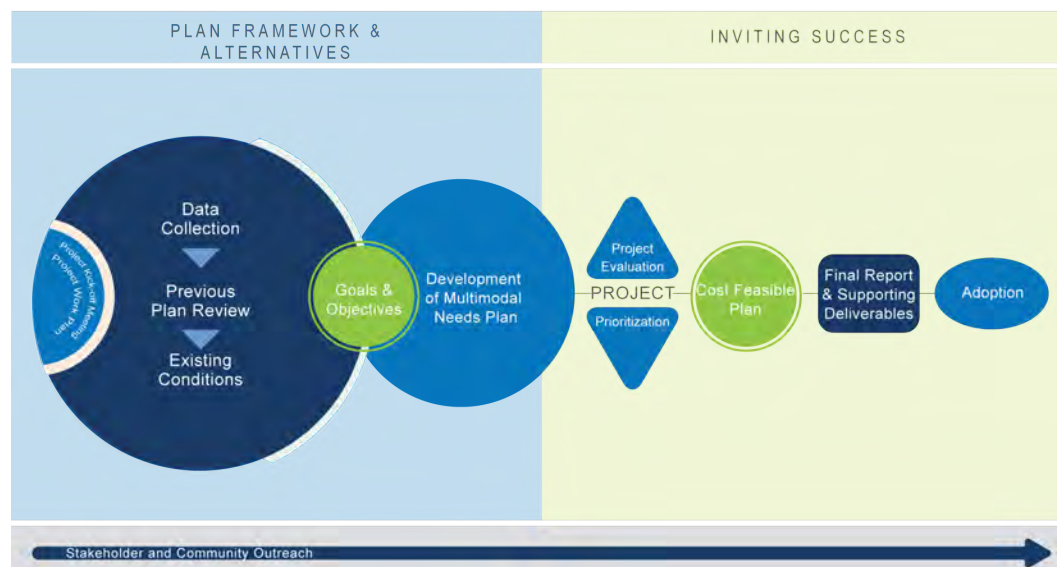 PLAN FRAMEWORK &
ALTERNATIVES
INVITING SUCCESS
Project Kick-off Meeting
Project Work Plan
Data
Collection
Previous
Plan Review
Existing
Conditions
Goals &
Objectives
Development
of Multimodal
Needs Plan
Project
Evaluation
PROJECT
Prioritization
Cost Feasible
Plan
Final Report
& Supporting
Deliverables
Adoption
Stakeholder and Community Outreach